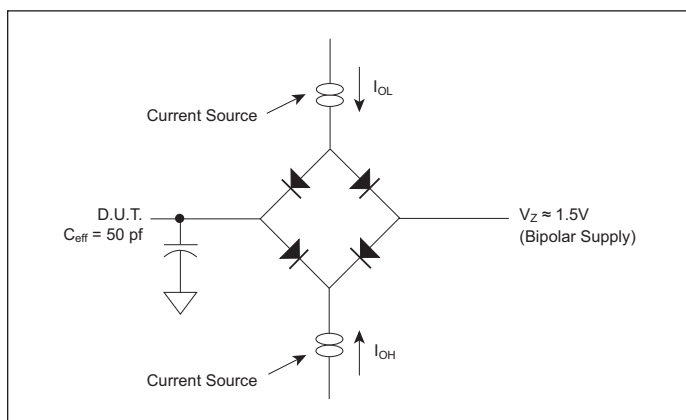 I_OL
Current Source
D.U.T.
C_eff = 50 pf
V_Z ≈ 1.5V
(Bipolar Supply)
I_OH
Current Source